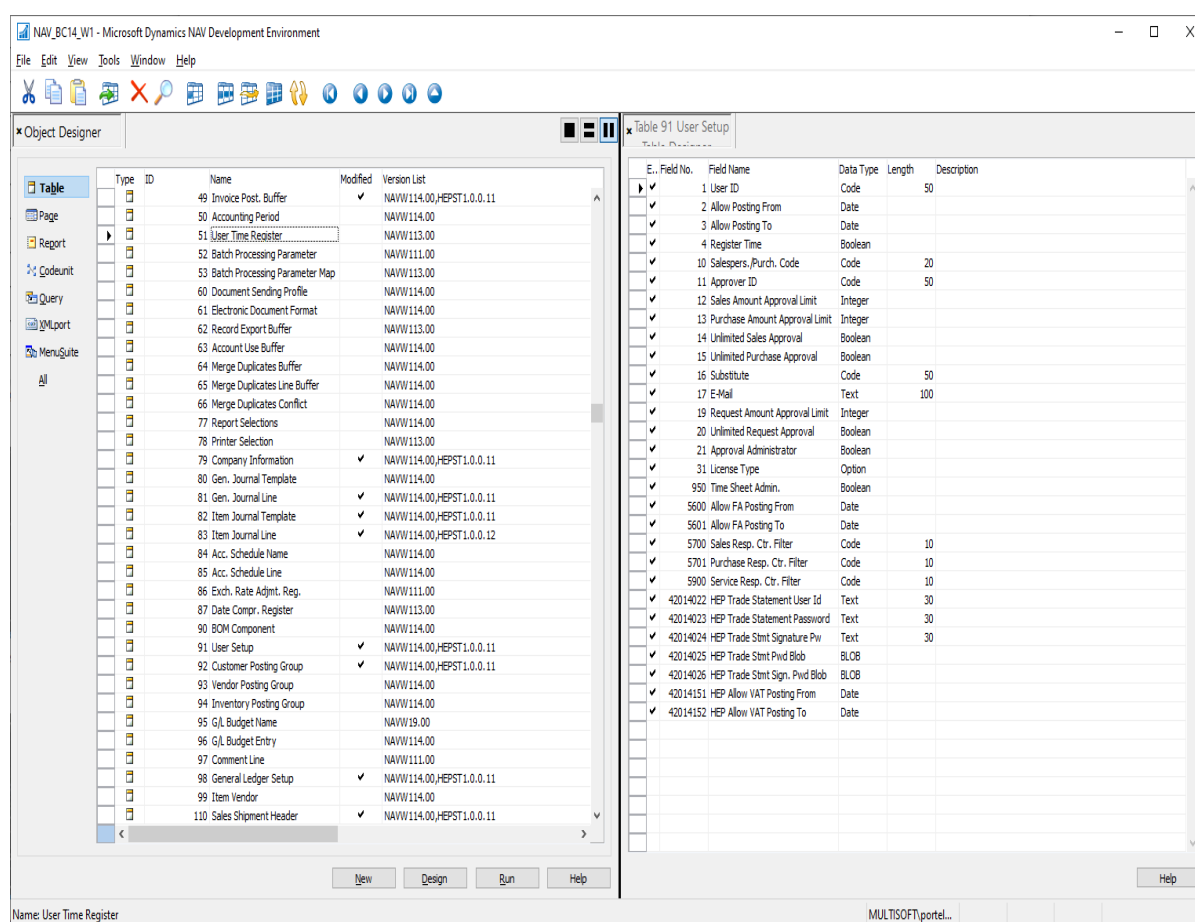 NAV_BC14_W1 - Microsoft Dynamics NAV Development Environment
File Edit View Tools Window Help
Object Designer
Table
Page
Report
Codeunit
Query
XMLport
MenuSuite
All
Type ID Name Modified Version List
49 Invoice Post. Buffer NAVW114.00,HEPST1.0.0.11
50 Accounting Period NAVW114.00
51 User Time Register NAVW113.00
52 Batch Processing Parameter NAVW111.00
53 Batch Processing Parameter Map NAVW113.00
60 Document Sending Profile NAVW114.00
61 Electronic Document Format NAVW114.00
62 Record Export Buffer NAVW113.00
63 Account Use Buffer NAVW114.00
64 Merge Duplicates Buffer NAVW114.00
65 Merge Duplicates Line Buffer NAVW114.00
66 Merge Duplicates Conflict NAVW114.00
77 Report Selections NAVW114.00
78 Printer Selection NAVW113.00
79 Company Information NAVW114.00,HEPST1.0.0.11
80 Gen. Journal Template NAVW114.00
81 Gen. Journal Line NAVW114.00,HEPST1.0.0.11
82 Item Journal Template NAVW114.00,HEPST1.0.0.11
83 Item Journal Line NAVW114.00,HEPST1.0.0.12
84 Acc. Schedule Name NAVW114.00
85 Acc. Schedule Line NAVW114.00
86 Exch. Rate Adjmt. Reg. NAVW111.00
87 Date Compr. Register NAVW113.00
90 BOM Component NAVW114.00
91 User Setup NAVW114.00,HEPST1.0.0.11
92 Customer Posting Group NAVW114.00,HEPST1.0.0.11
93 Vendor Posting Group NAVW114.00
94 Inventory Posting Group NAVW114.00
95 G/L Budget Name NAVW19.00
96 G/L Budget Entry NAVW114.00
97 Comment Line NAVW111.00
98 General Ledger Setup NAVW114.00,HEPST1.0.0.11
99 Item Vendor NAVW114.00
110 Sales Shipment Header NAVW114.00,HEPST1.0.0.11
New Design Run Help
Table 91 User Setup
Table Designer
E.. Field No. Field Name Data Type Length Description
1 User ID Code 50
2 Allow Posting From Date
3 Allow Posting To Date
4 Register Time Boolean
10 Salespers./Purch. Code Code 20
11 Approver ID Code 50
12 Sales Amount Approval Limit Integer
13 Purchase Amount Approval Limit Integer
14 Unlimited Sales Approval Boolean
15 Unlimited Purchase Approval Boolean
16 Substitute Code 50
17 E-Mail Text 100
19 Request Amount Approval Limit Integer
20 Unlimited Request Approval Boolean
21 Approval Administrator Boolean
31 License Type Option
950 Time Sheet Admin. Boolean
5600 Allow FA Posting From Date
5601 Allow FA Posting To Date
5700 Sales Resp. Ctr. Filter Code 10
5701 Purchase Resp. Ctr. Filter Code 10
5900 Service Resp. Ctr. Filter Code 10
42014022 HEP Trade Statement User Id Text 30
42014023 HEP Trade Statement Password Text 30
42014024 HEP Trade Stmt Signature Pw Text 30
42014025 HEP Trade Stmt Pwd Blob BLOB
42014026 HEP Trade Stmt Sign. Pwd Blob BLOB
42014151 HEP Allow VAT Posting From Date
42014152 HEP Allow VAT Posting To Date
Help
Name: User Time Register MULTISOFT\portel...